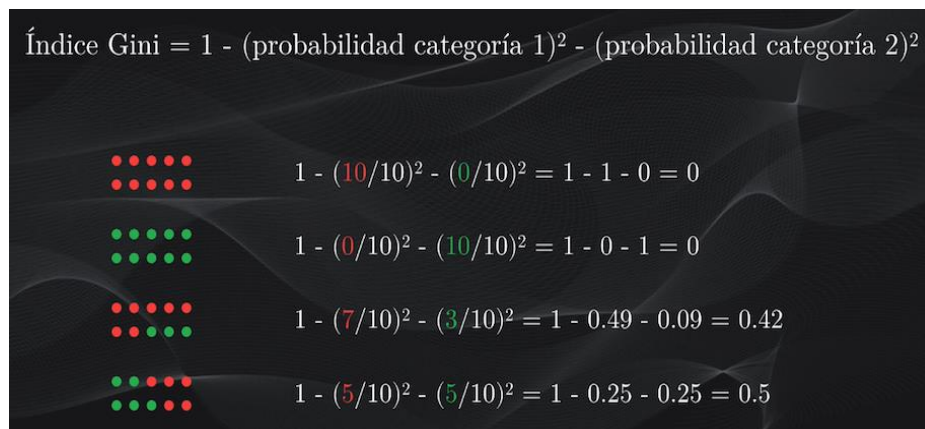 Índice Gini = 1 - (probabilidad categoría 1)² - (probabilidad categoría 2)²
1 - (10/10)² - (0/10)² = 1 - 1 - 0 = 0
1 - (0/10)² - (10/10)² = 1 - 0 - 1 = 0
1 - (7/10)² - (3/10)² = 1 - 0.49 - 0.09 = 0.42
1 - (5/10)² - (5/10)² = 1 - 0.25 - 0.25 = 0.5